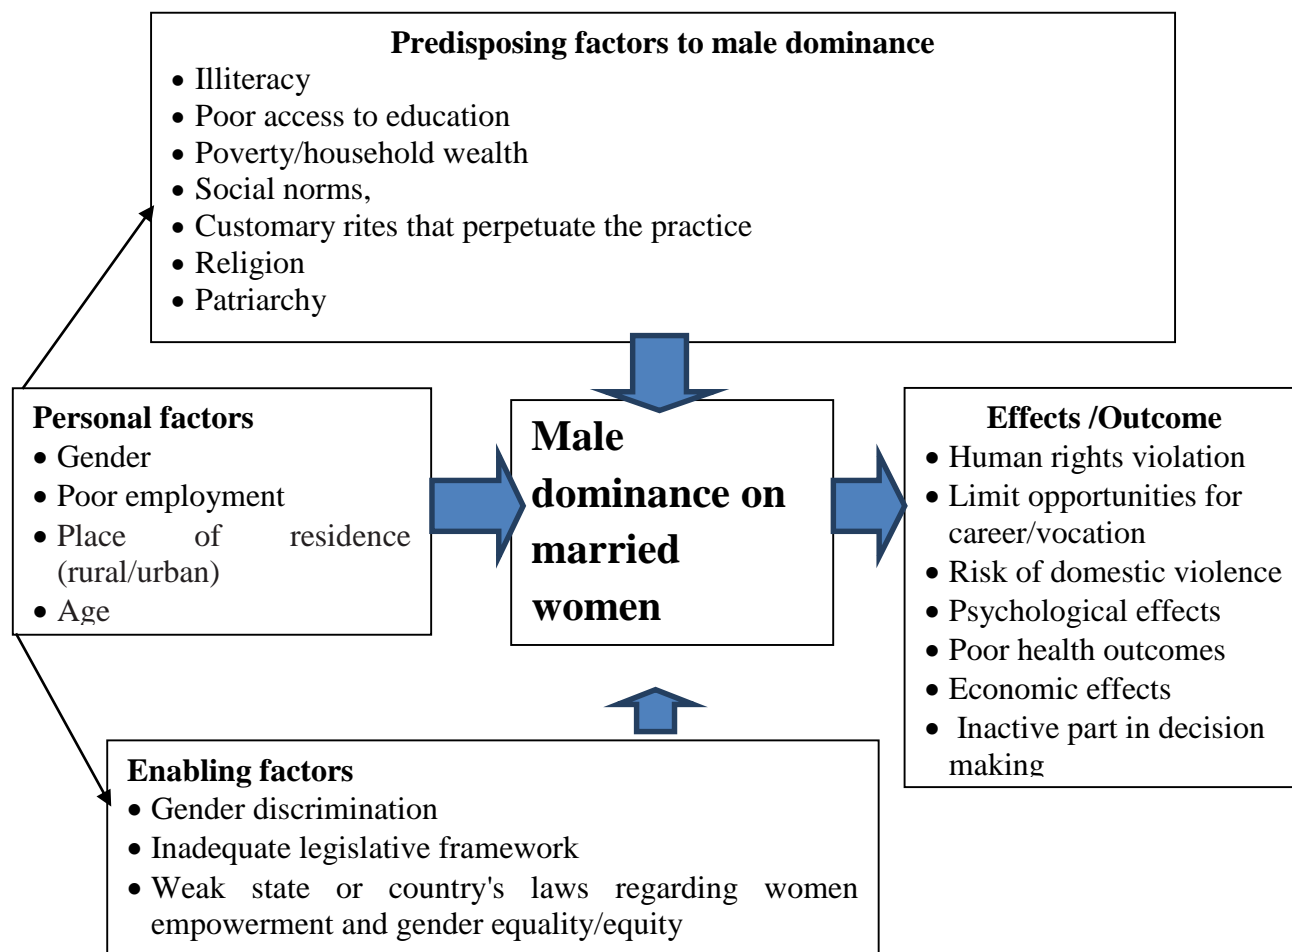 Predisposing factors to male dominance
• Illiteracy
• Poor access to education
• Poverty/household wealth
• Social norms,
• Customary rites that perpetuate the practice
• Religion
• Patriarchy
Personal factors
• Gender
• Poor employment
• Place of residence
(rural/urban)
• Age
Male
dominance on
married
women
Effects /Outcome
• Human rights violation
• Limit opportunities for
career/vocation
• Risk of domestic violence
• Psychological effects
• Poor health outcomes
• Economic effects
• Inactive part in decision
making
Enabling factors
• Gender discrimination
• Inadequate legislative framework
• Weak state or country's laws regarding women
empowerment and gender equality/equity